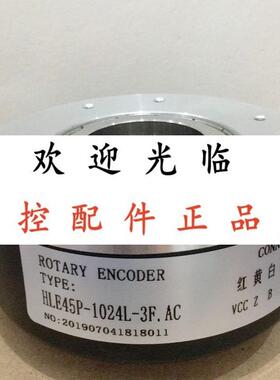 欢迎光临
控配件正品
CONN
ROTARY ENCODER
TYPE:
HLE45P-1024L-3F.AC
NO:201907041818011
红 黄 白
VCC Z B